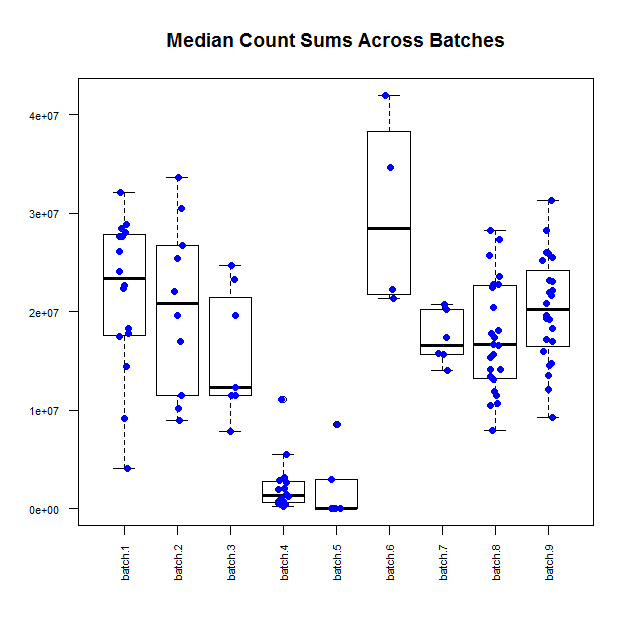 Median Count Sums Across Batches
4e+07
3e+07
2e+07
1e+07
0e+00
batch.1
batch.2
batch.3
batch.4
batch.5
batch.6
batch.7
batch.8
batch.9